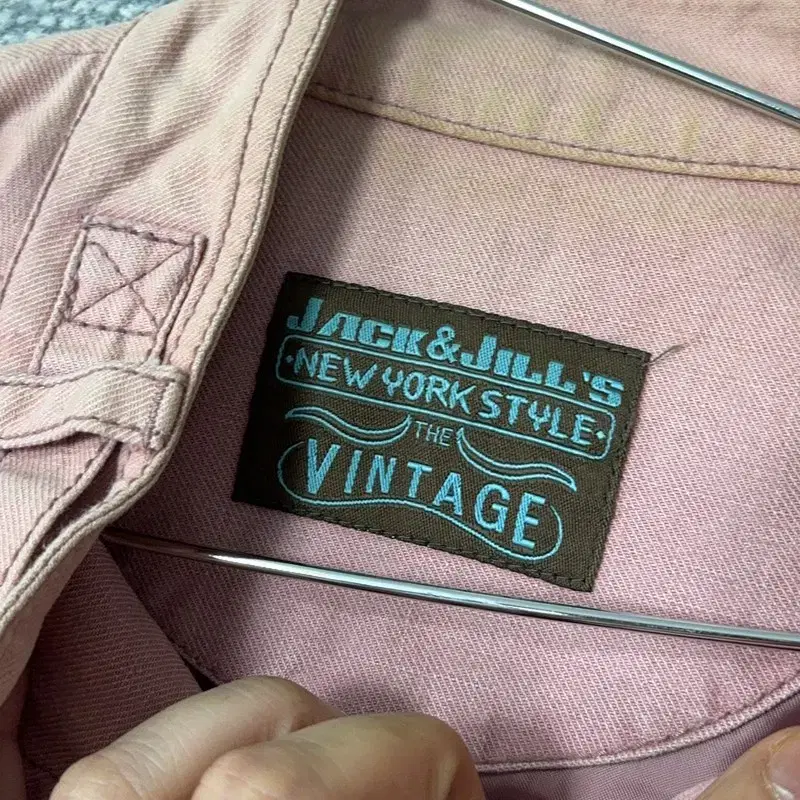 JACK&JILL'S
·NEW YORK STYLE·
THE
VINTAGE